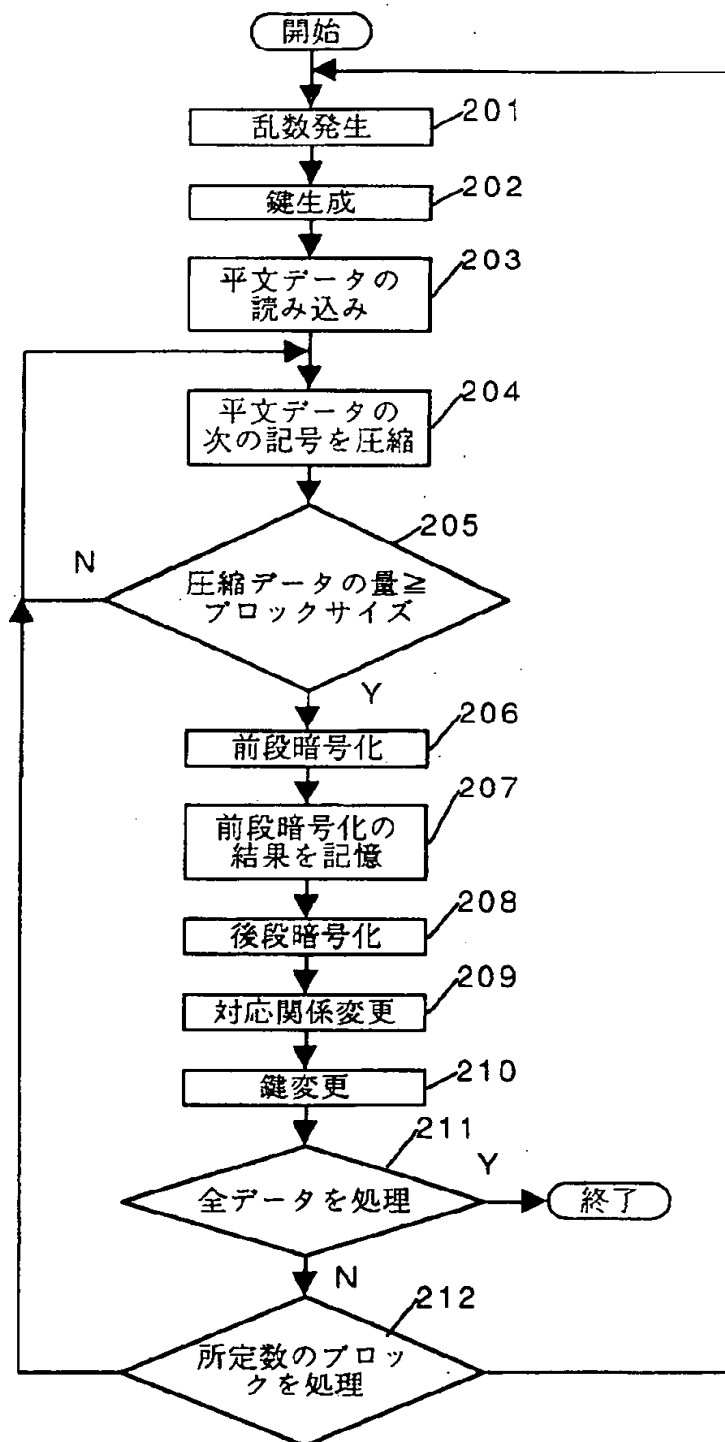 開始
乱数発生
201
鍵生成
202
平文データの
読み込み
203
平文データの
次の記号を圧縮
204
圧縮データの量≧
ブロックサイズ
205
N
Y
前段暗号化
206
前段暗号化の
結果を記憶
207
後段暗号化
208
対応関係変更
209
鍵変更
210
全データを処理
211
Y
終了
N
所定数のブロッ
クを処理
212